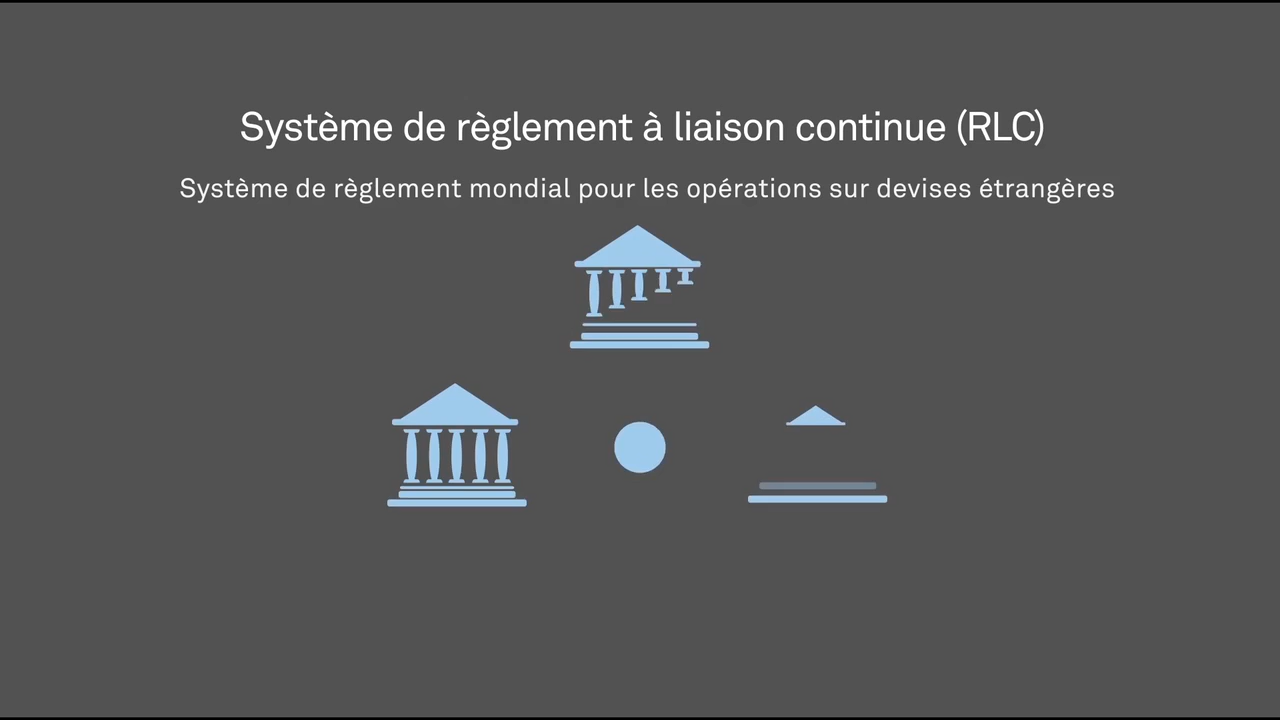 Système de règlement à liaison continue (RLC)
Système de règlement mondial pour les opérations sur devises étrangères